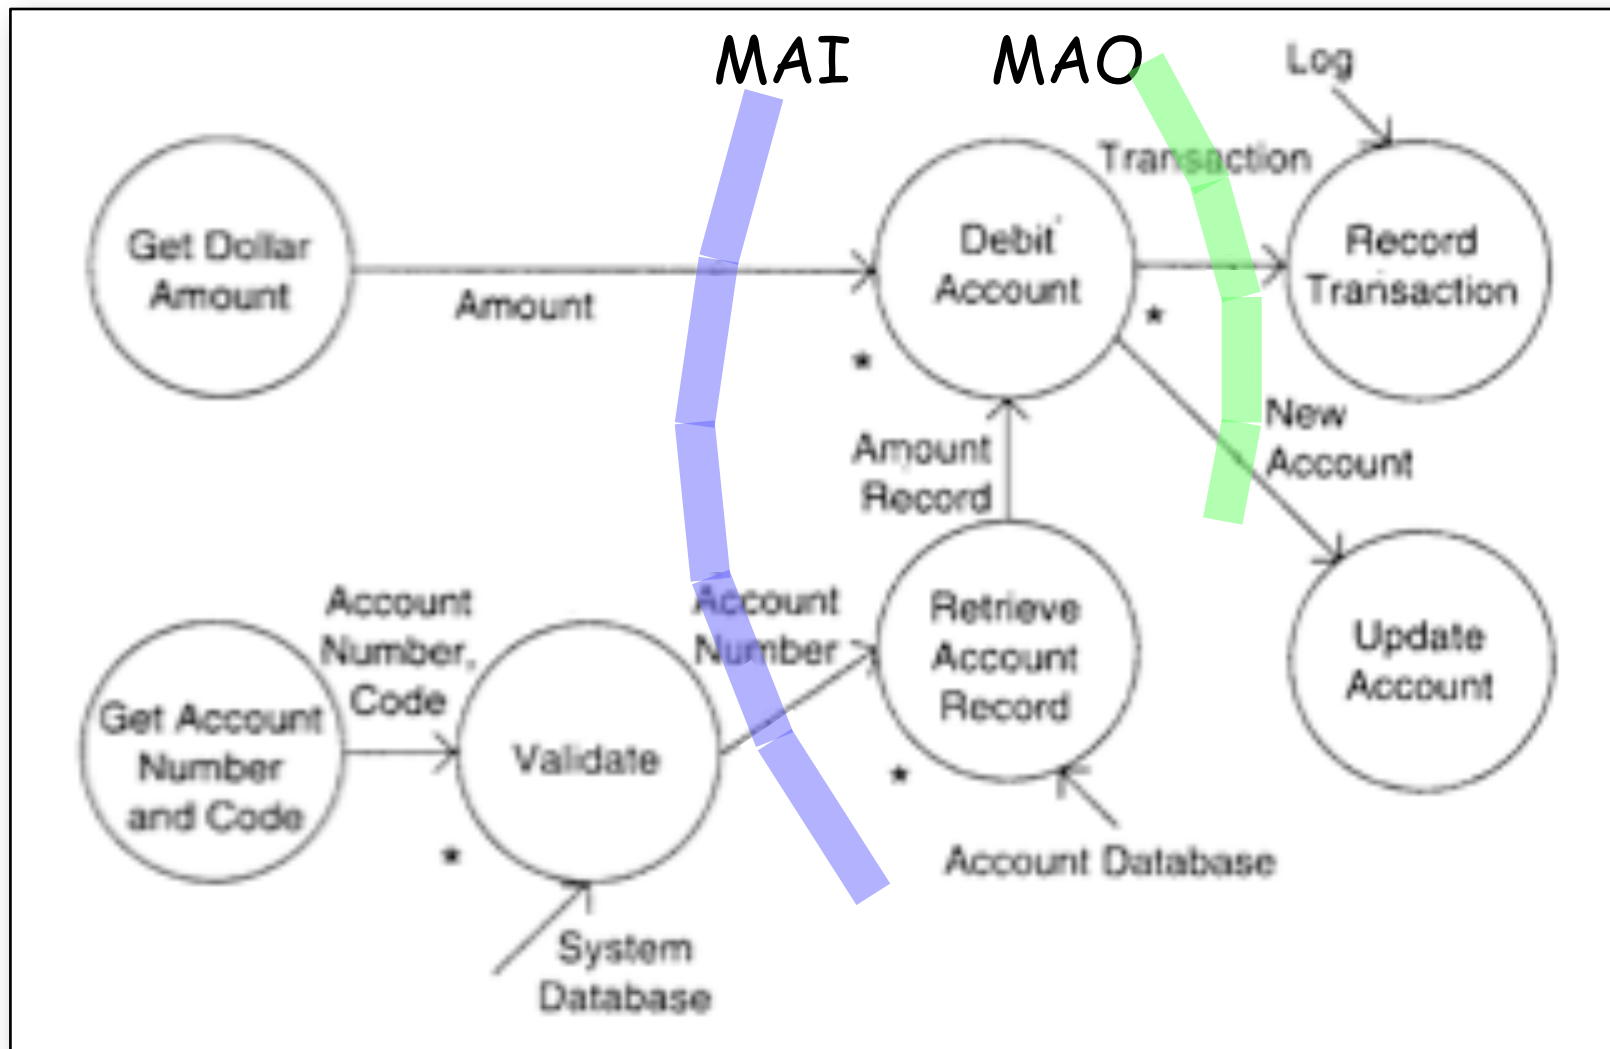 MAI
MAO
Log
Transaction
Get Dollar
Amount
Amount
Debit
Account
Record
Transaction
*
*
New
Account
Amount
Record
Account
Number,
Code
Account
Number
Retrieve
Account
Record
Update
Account
Get Account
Number
and Code
Validate
*
*
Account Database
System
Database